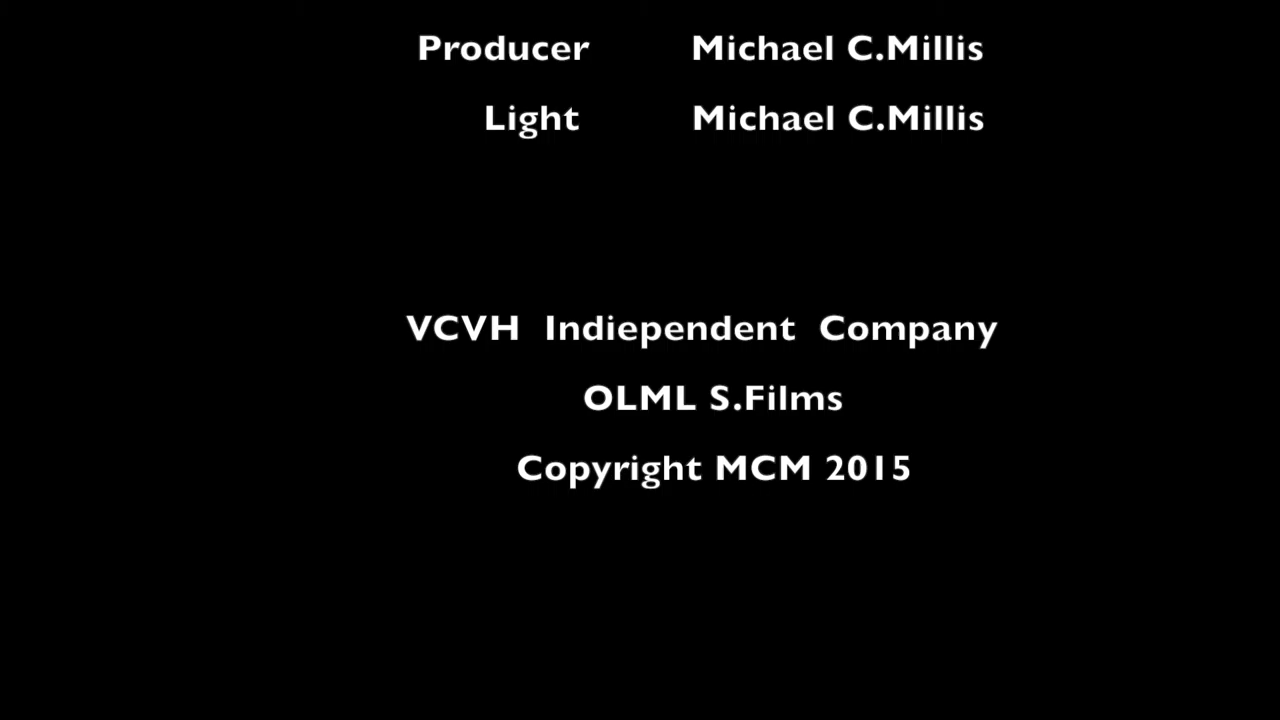 Producer Michael C.Millis
Light Michael C.Millis
VCVH Indiependent Company
OLML S.Films
Copyright MCM 2015